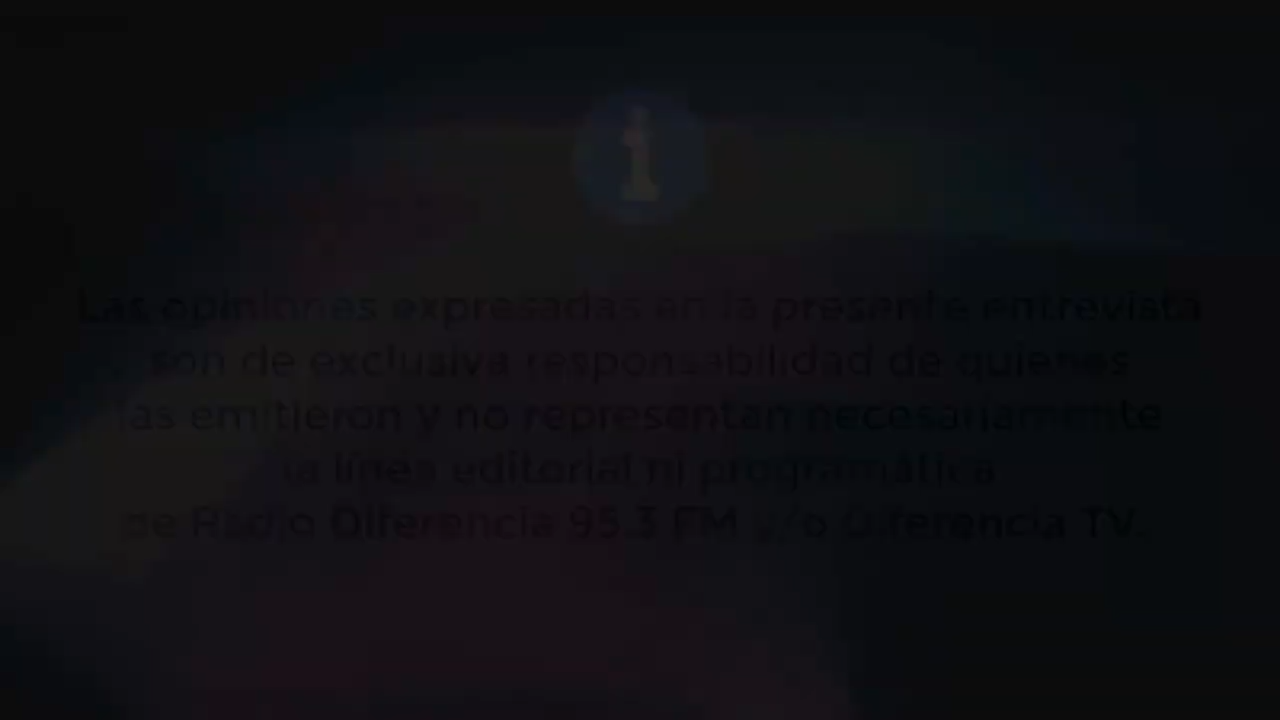 i
Las opiniones expresadas en la presente entrevista
son de exclusiva responsabilidad de quienes
las emitieron y no representan necesariamente
la línea editorial ni programática
de Radio Diferencia 95.3 FM y/o Diferencia TV.